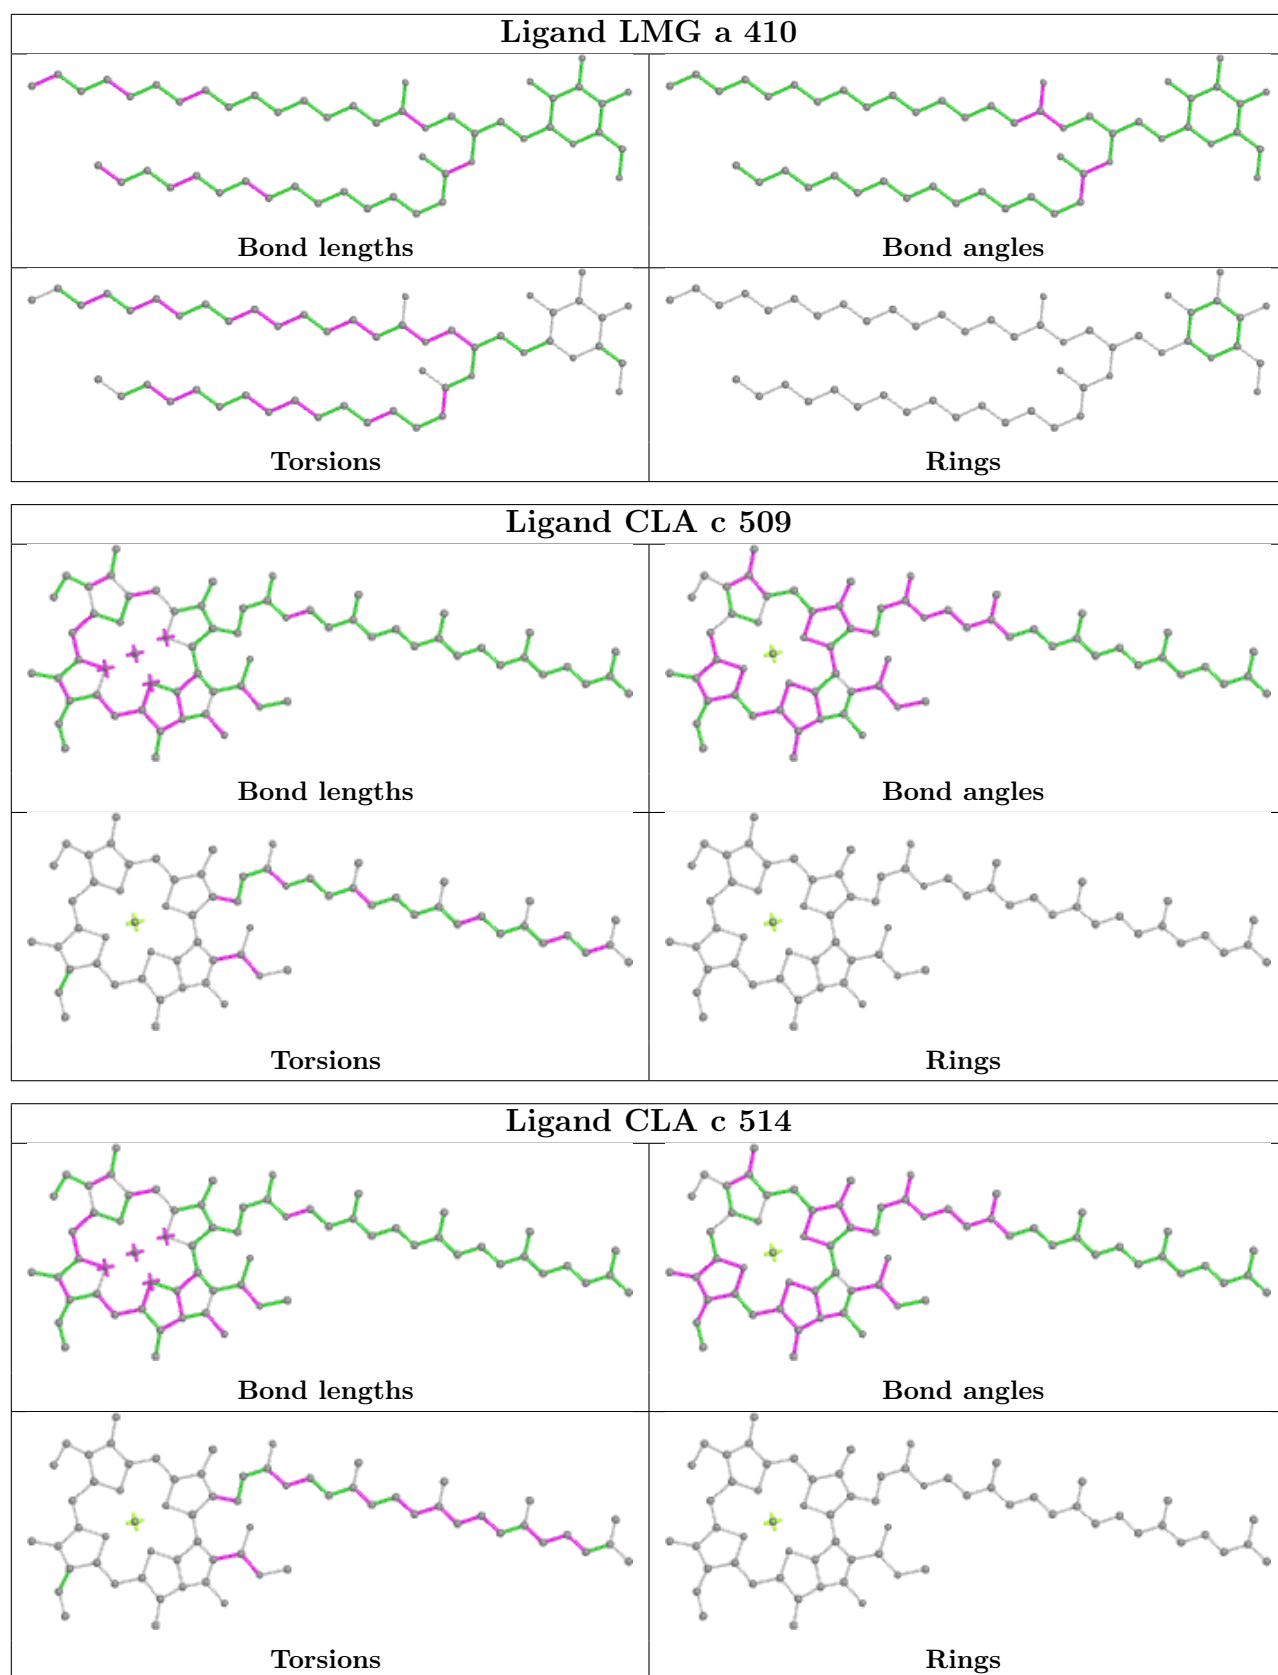 Ligand LMG a 410
Bond lengths
Bond angles
Torsions
Rings
Ligand CLA c 509
Bond lengths
Bond angles
Torsions
Rings
Ligand CLA c 514
Bond lengths
Bond angles
Torsions
Rings